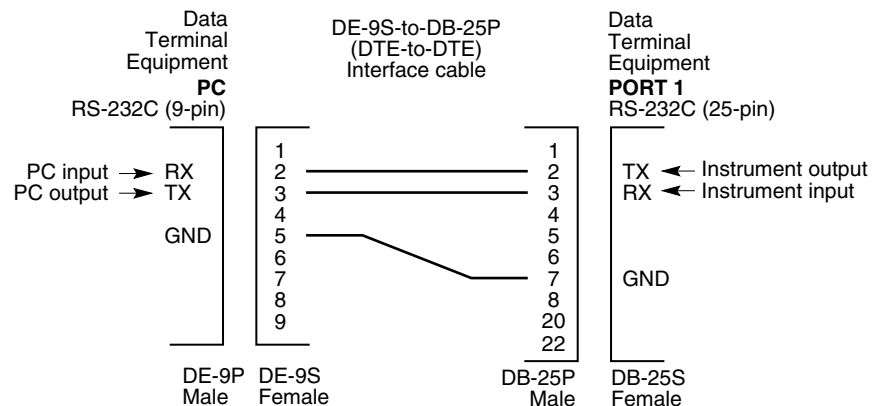 Data
Terminal
Equipment
PC
RS-232C (9-pin)
DE-9S-to-DB-25P
(DTE-to-DTE)
Interface cable
Data
Terminal
Equipment
PORT 1
RS-232C (25-pin)
1 1
PC input RX 2 2 TX Instrument output
PC output TX 3 3 RX Instrument input
4 4
GND 5 5
6 6
7 7 GND
8 8
9 20
22
DE-9P DE-9S DB-25P DB-25S
Male Female Male Female